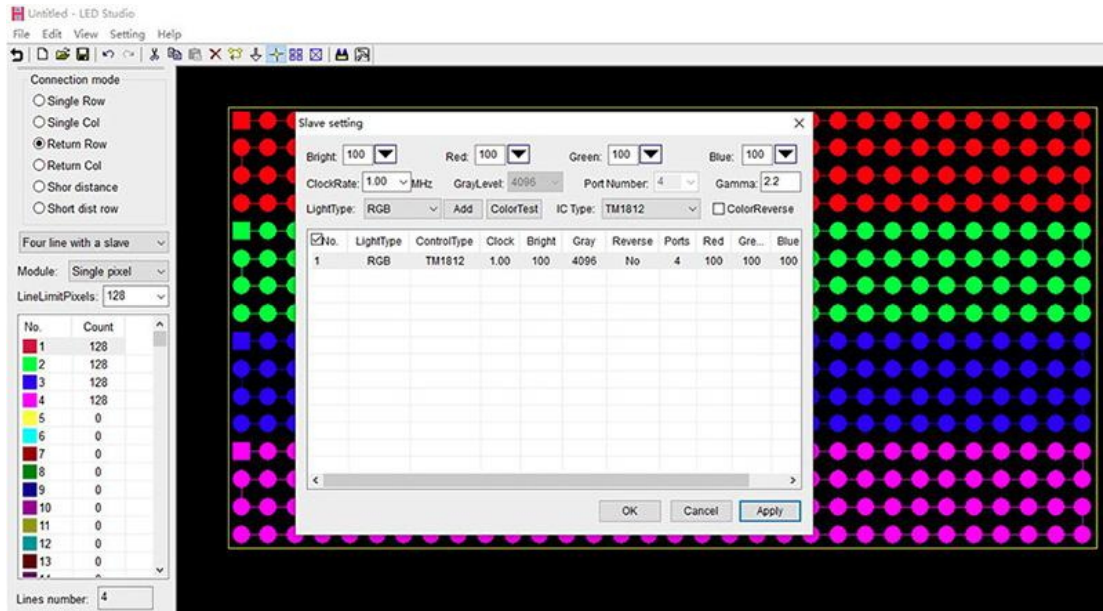 Untitled - LED Studio
File Edit View Setting Help
Connection mode
Single Row
Single Col
Return Row
Return Col
Shor distance
Short dist row
Four line with a slave
Module: Single pixel
LineLimitPixels: 128
No. Count
1 128
2 128
3 128
4 128
5 0
6 0
7 0
8 0
9 0
10 0
11 0
12 0
13 0
Lines number: 4
Slave setting
Bright: 100 Red: 100 Green: 100 Blue: 100
ClockRate: 1.00 MHz GrayLevel: 4096 Port Number: 4 Gamma: 2.2
LightType: RGB Add ColorTest IC Type: TM1812 ColorReverse
No. LightType ControlType Clock Bright Gray Reverse Ports Red Gre... Blue
1 RGB TM1812 1.00 100 4096 No 4 100 100 100
OK Cancel Apply